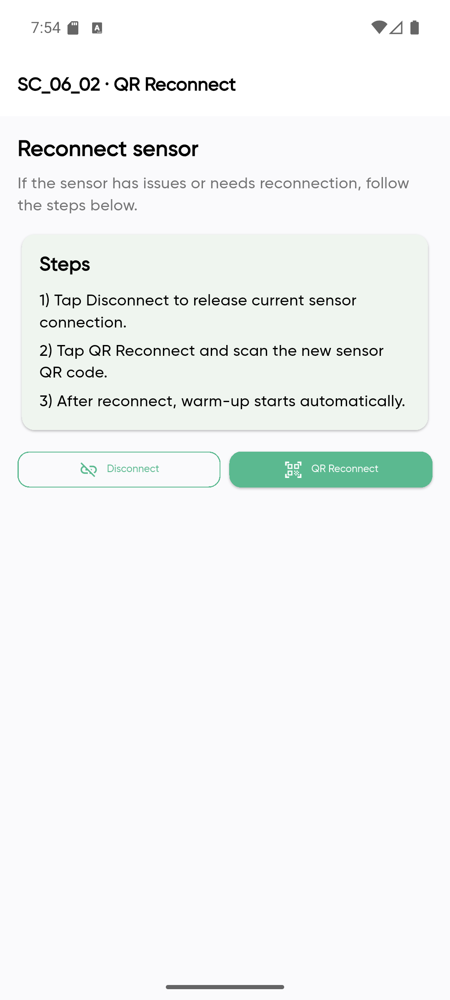 7:54
SC_06_02 · QR Reconnect
Reconnect sensor
If the sensor has issues or needs reconnection, follow
the steps below.
Steps
1) Tap Disconnect to release current sensor
connection.
2) Tap QR Reconnect and scan the new sensor
QR code.
3) After reconnect, warm-up starts automatically.
Disconnect
QR Reconnect